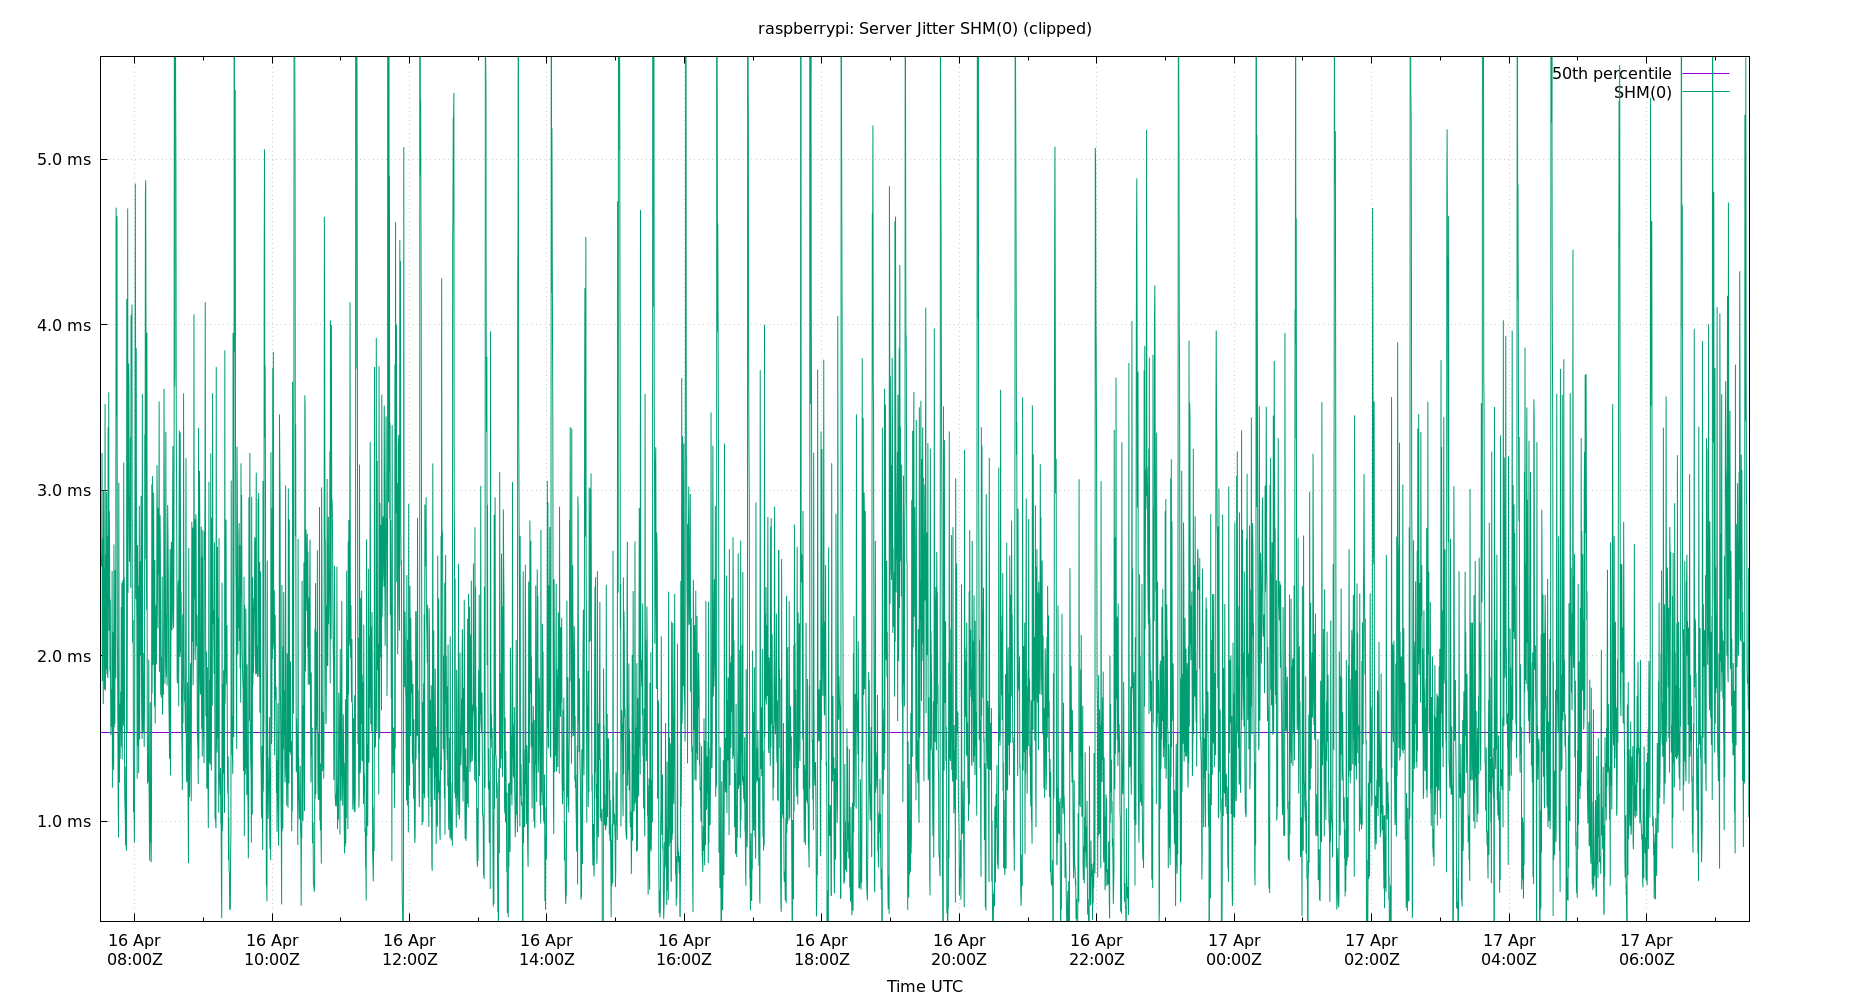 raspberrypi: Server Jitter SHM(0) (clipped)
50th percentile
SHM(0)
5.0 ms
4.0 ms
3.0 ms
2.0 ms
1.0 ms
16 Apr 16 Apr 16 Apr 16 Apr 16 Apr 16 Apr 16 Apr 16 Apr 17 Apr 17 Apr 17 Apr 17 Apr
08:00Z 10:00Z 12:00Z 14:00Z 16:00Z 18:00Z 20:00Z 22:00Z 00:00Z 02:00Z 04:00Z 06:00Z
Time UTC